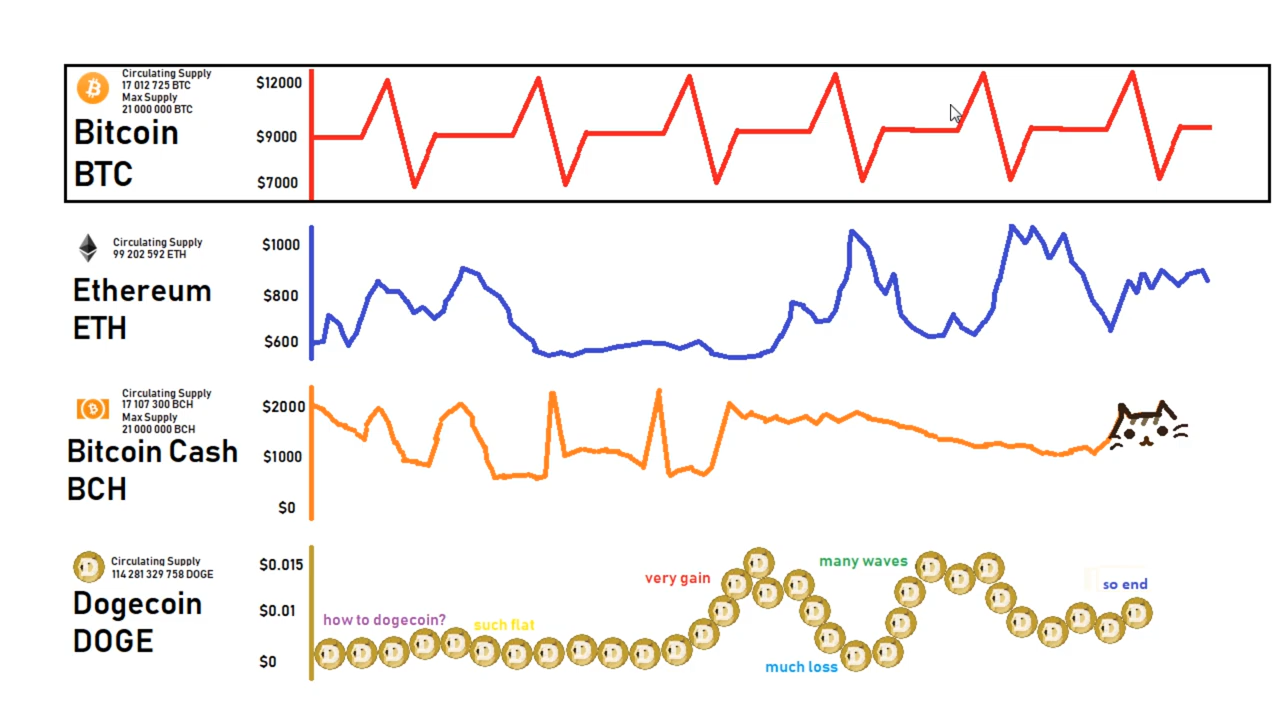 Circulating Supply
17 012 725 BTC
Max Supply
21 000 000 BTC
Bitcoin
BTC
$12000
$9000
$7000
Circulating Supply
99 202 592 ETH
Ethereum
ETH
$1000
$800
$600
Circulating Supply
17 107 300 BCH
Max Supply
21 000 000 BCH
Bitcoin Cash
BCH
$2000
$1000
$0
Circulating Supply
114 281 329 758 DOGE
Dogecoin
DOGE
$0.015
$0.01
$0
how to dogecoin?
such flat
very gain
much loss
many waves
so end